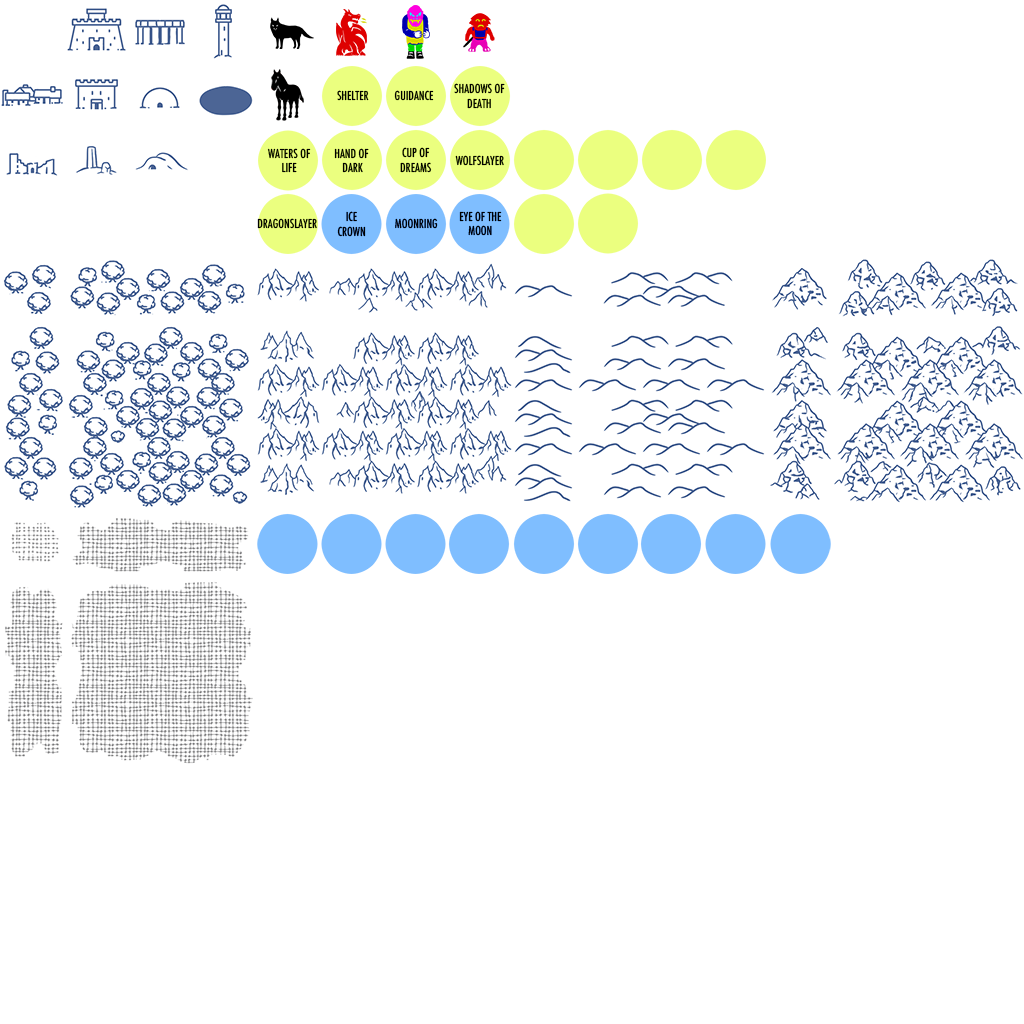 SHELTER
GUIDANCE
SHADOWS OF
DEATH
WATERS OF
LIFE
HAND OF
DARK
CUP OF
DREAMS
WOLFSLAYER
DRAGONSLAYER
ICE
CROWN
MOONRING
EYE OF THE
MOON